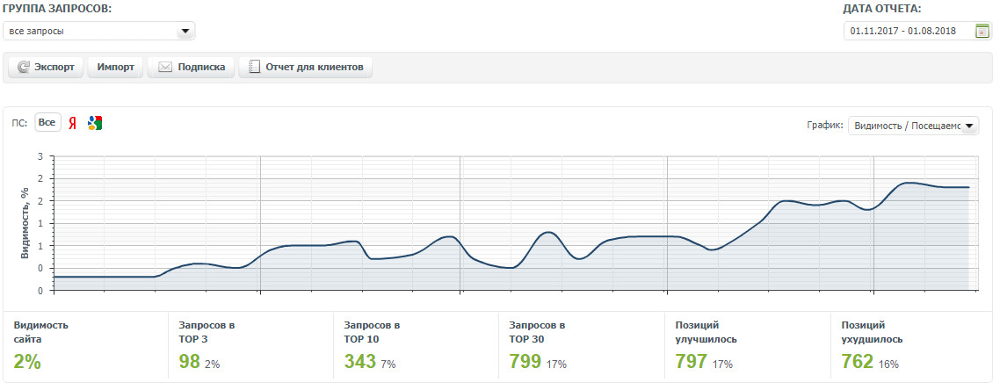 ГРУППА ЗАПРОСОВ:
ДАТА ОТЧЕТА:
все запросы
01.11.2017 - 01.08.2018
Экспорт
Импорт
Подписка
Отчет для клиентов
ПС:
Все
Я
График:
Видимость / Посещаемо
Видимость, %
3
2
2
1
1
0
0
Видимость
сайта
2%
Запросов в
TOP 3
98 2%
Запросов в
TOP 10
343 7%
Запросов в
TOP 30
799 17%
Позиций
улучшилось
797 17%
Позиций
ухудшилось
762 16%